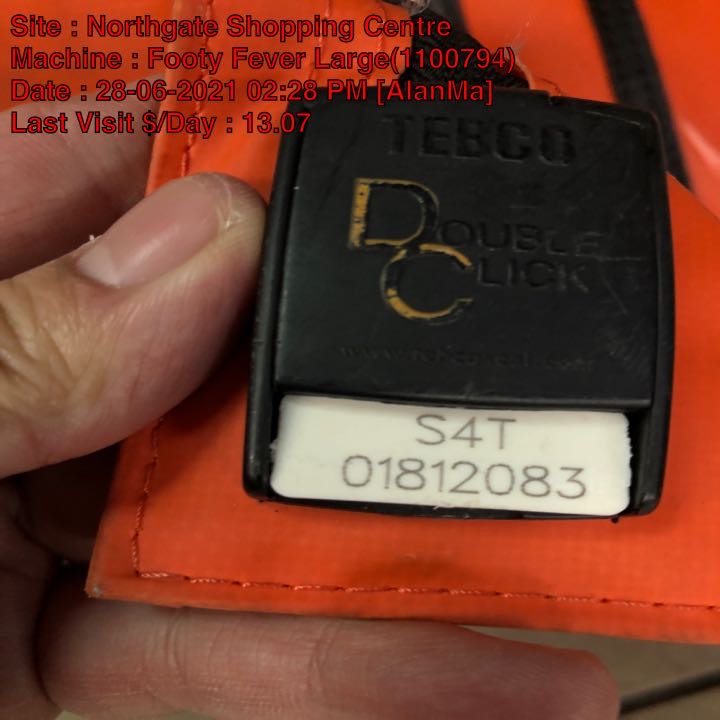 Site : Northgate Shopping Centre
Machine : Footy Fever Large(1100794)
Date : 28-06-2021 02:28 PM [AlanMa]
Last Visit $/Day : 13.07
TEBCO
DOUBLE
CLICK
S4T
01812083